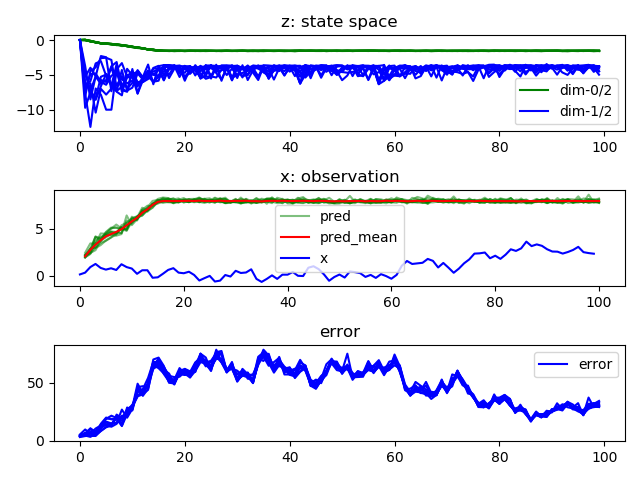 z: state space
0
−5
−10
dim-0/2
dim-1/2
0 20 40 60 80 100
x: observation
5
0
pred
pred_mean
x
0 20 40 60 80 100
error
50
0
error
0 20 40 60 80 100